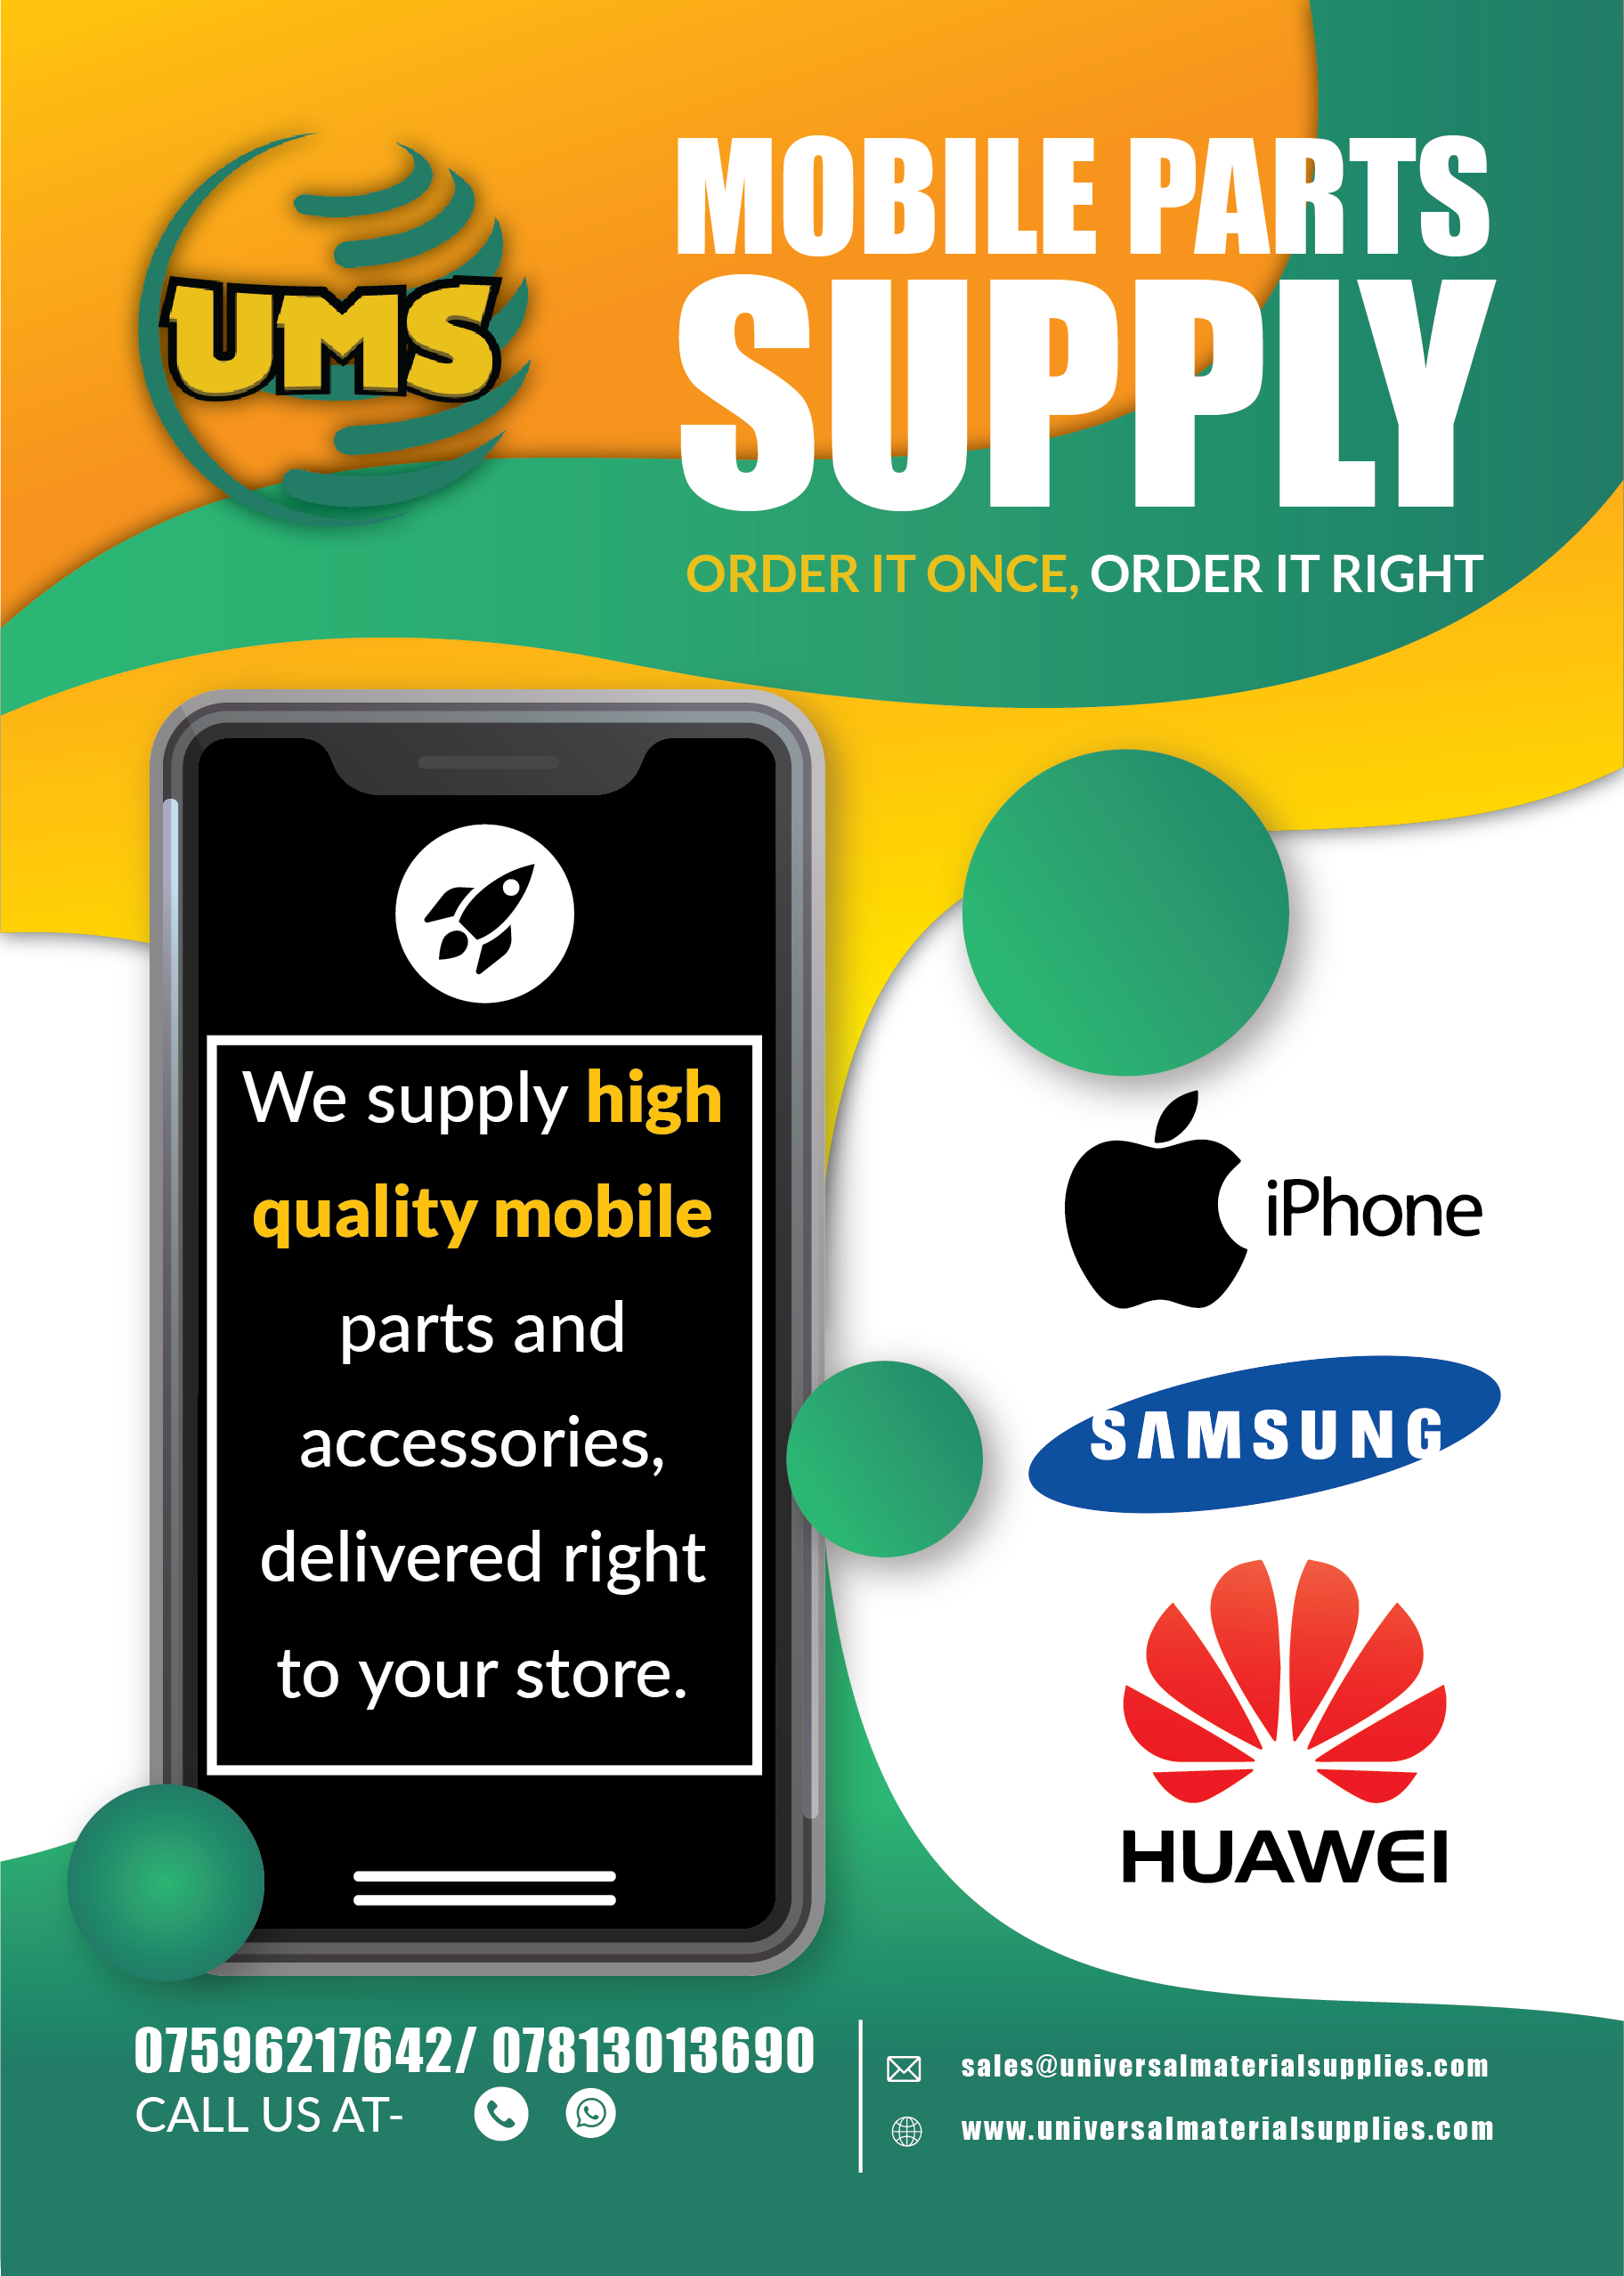 UMS
MOBILE PARTS
SUPPLY
ORDER IT ONCE, ORDER IT RIGHT
We supply high
quality mobile
parts and
accessories,
delivered right
to your store.
iPhone
SAMSUNG
HUAWEI
07596217642/ 07813013690
CALL US AT-
sales@universalmaterialsupplies.com
www.universalmaterialsupplies.com